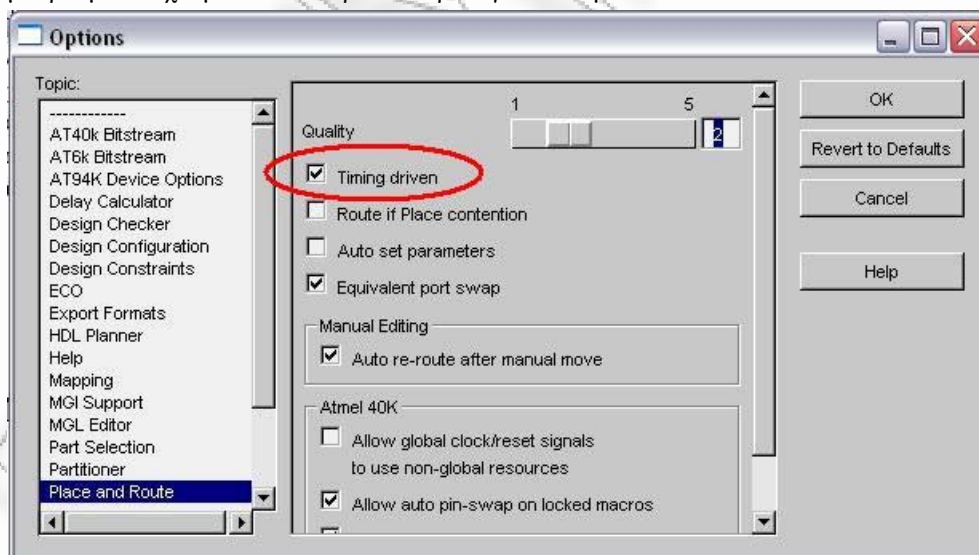 Options
Topic:
------------
AT40k Bitstream
AT6k Bitstream
AT94K Device Options
Delay Calculator
Design Checker
Design Configuration
Design Constraints
ECO
Export Formats
HDL Planner
Help
Mapping
MGI Support
MGL Editor
Part Selection
Partitioner
Place and Route
1 5
Quality 2
Timing driven
Route if Place contention
Auto set parameters
Equivalent port swap
Manual Editing
Auto re-route after manual move
Atmel 40K
Allow global clock/reset signals
to use non-global resources
Allow auto pin-swap on locked macros
OK
Revert to Defaults
Cancel
Help